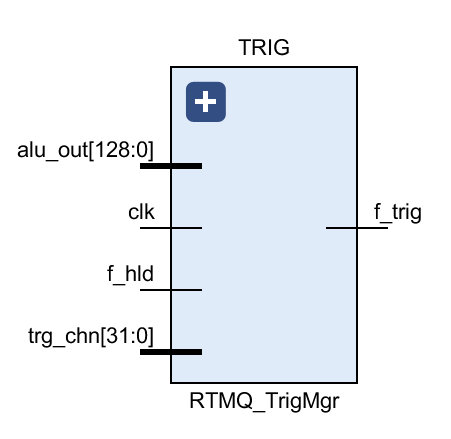 TRIG
alu_out[128:0]
clk
f_trig
f_hld
trg_chn[31:0]
RTMQ_TrigMgr